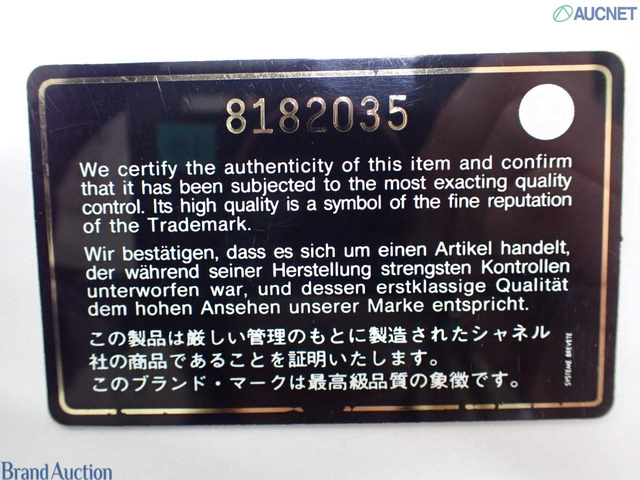 AUCNET
8182035
We certify the authenticity of this item and confirm
that it has been subjected to the most exacting quality
control. Its high quality is a symbol of the fine reputation
of the Trademark.
Wir bestätigen, dass es sich um einen Artikel handelt,
der während seiner Herstellung strengsten Kontrollen
unterworfen war, und dessen erstklassige Qualität
dem hohen Ansehen unserer Marke entspricht.
この製品は厳しい管理のもとに製造されたシャネル
社の商品であることを証明いたします。
このブランド・マークは最高級品質の象徴です。
SYSTEME BREVETE
Brand Auction